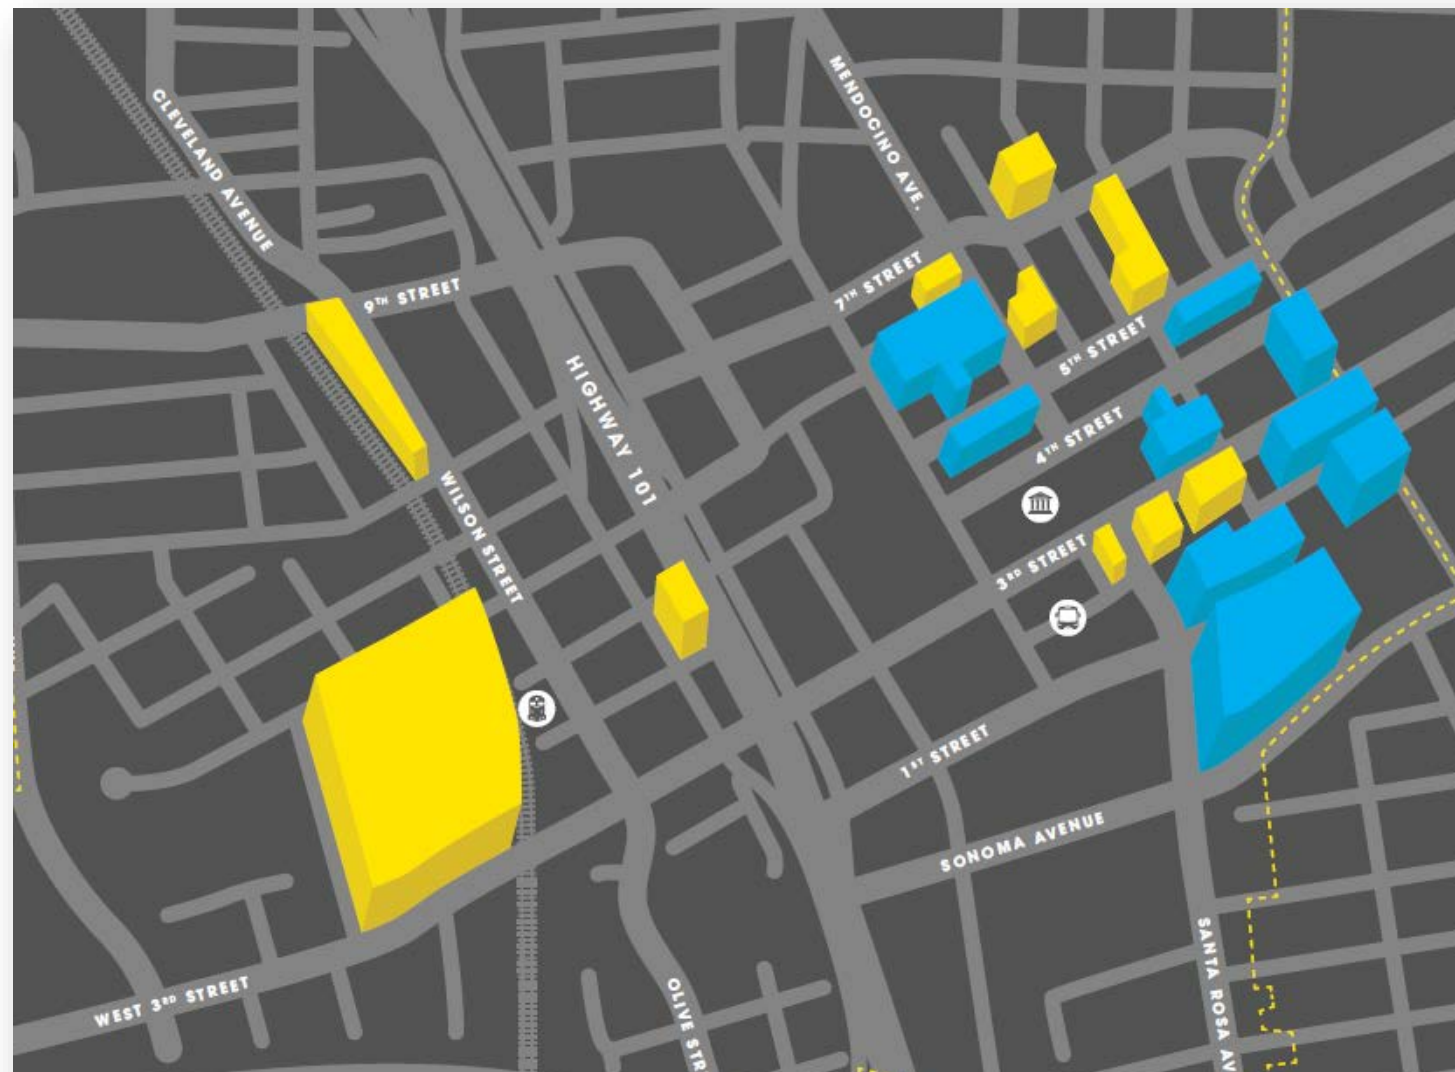 MENDOCINO AVE.
CLEVELAND AVENUE
7TH STREET
9TH STREET
5TH STREET
HIGHWAY 101
4TH STREET
WILSON STREET
3RD STREET
1ST STREET
SONOMA AVENUE
WEST 3RD STREET
SANTA ROSA AV
OLIVE STR